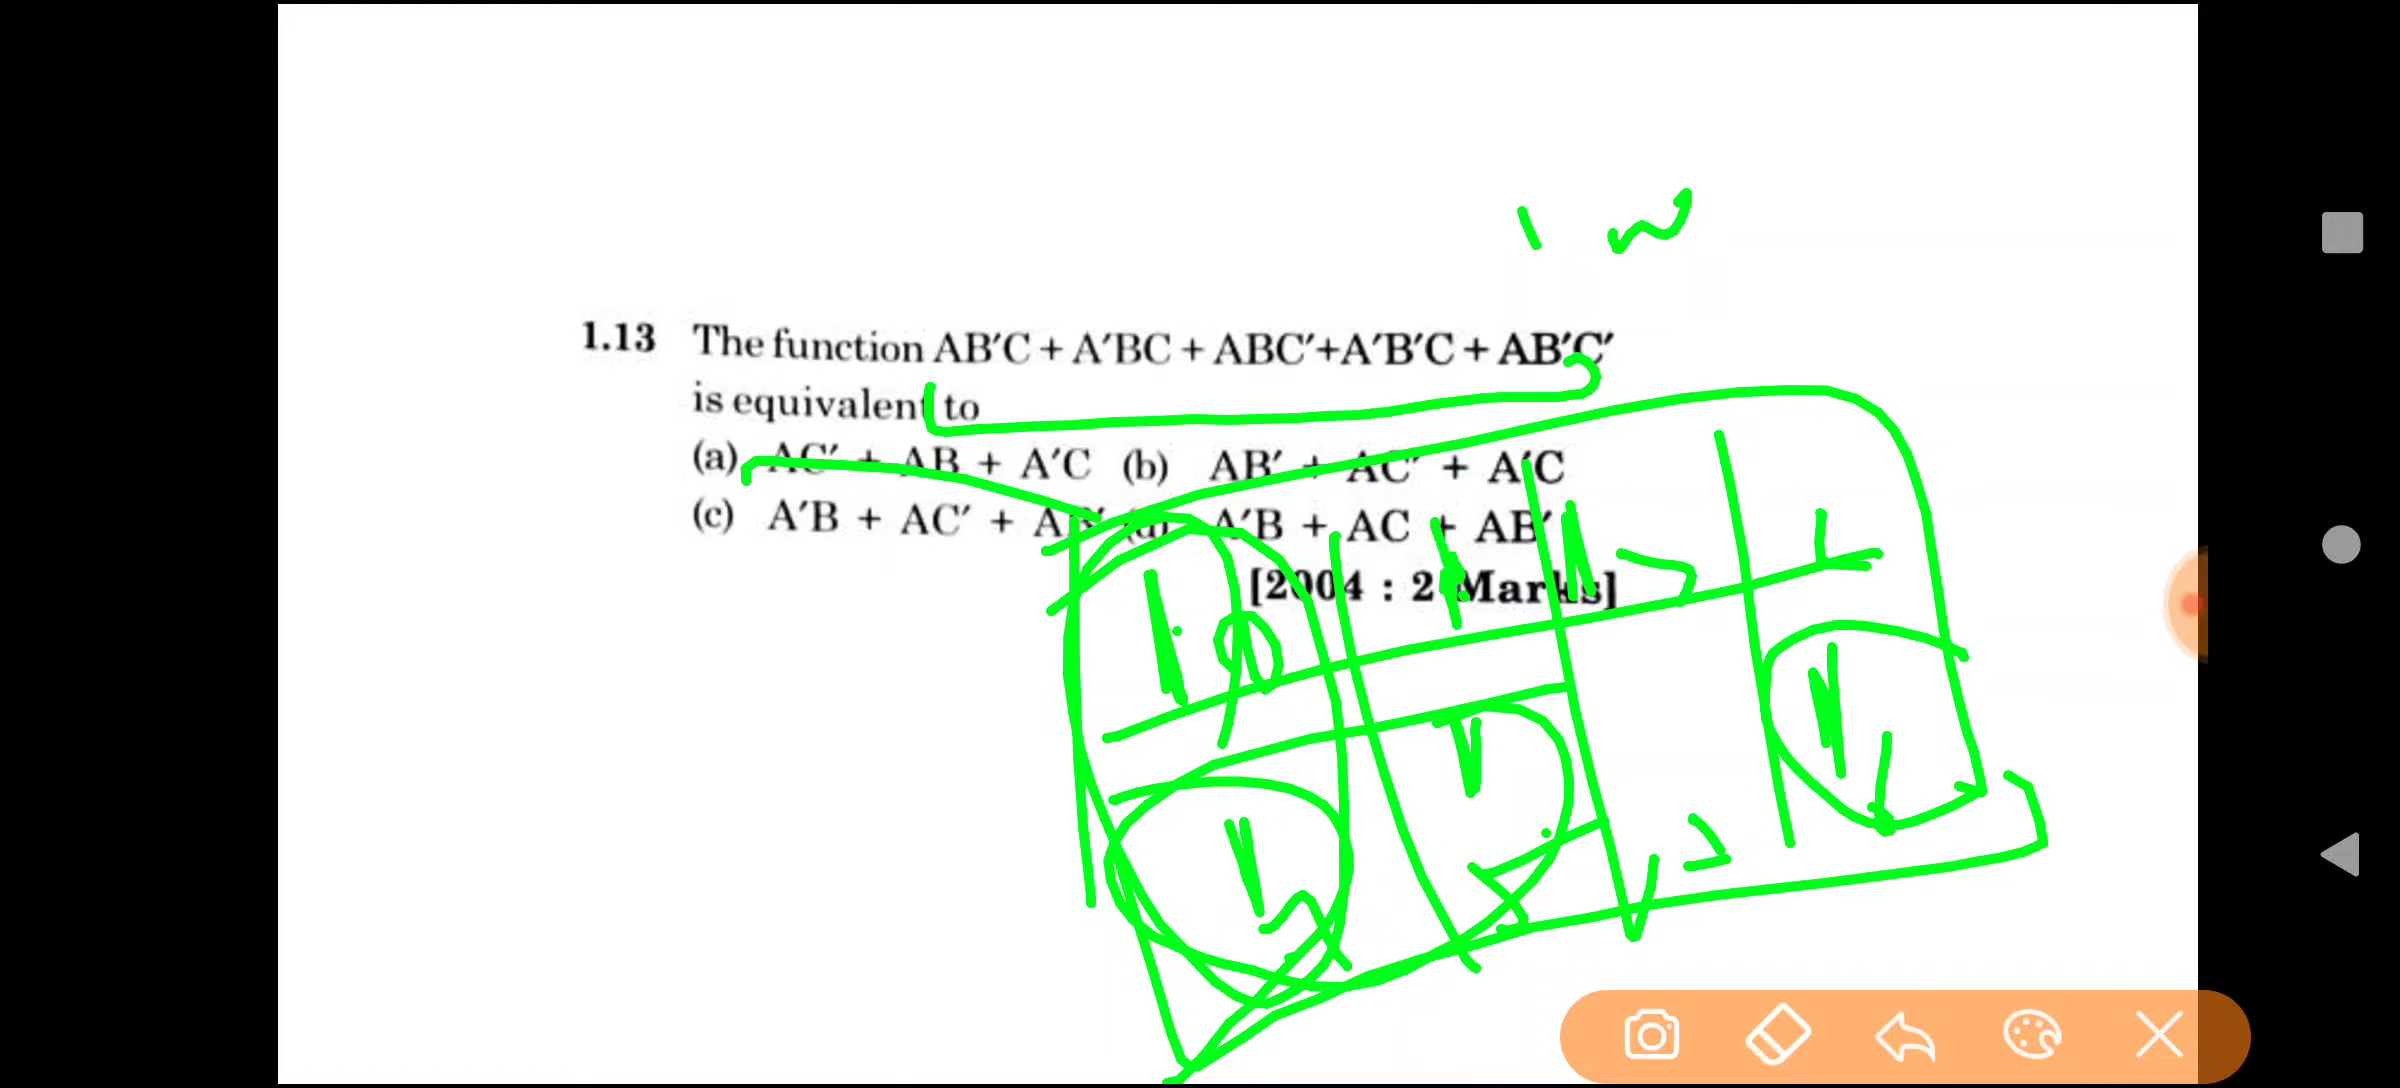 1.13 The function AB′C + A′BC + ABC′+A′B′C + AB′C′
is equivalent to
(a) AC′ + AB + A′C (b) AB′ + AC′ + A′C
(c) A′B + AC′ + (d) A′B + AC + AB′
[2004 : 2 Marks]